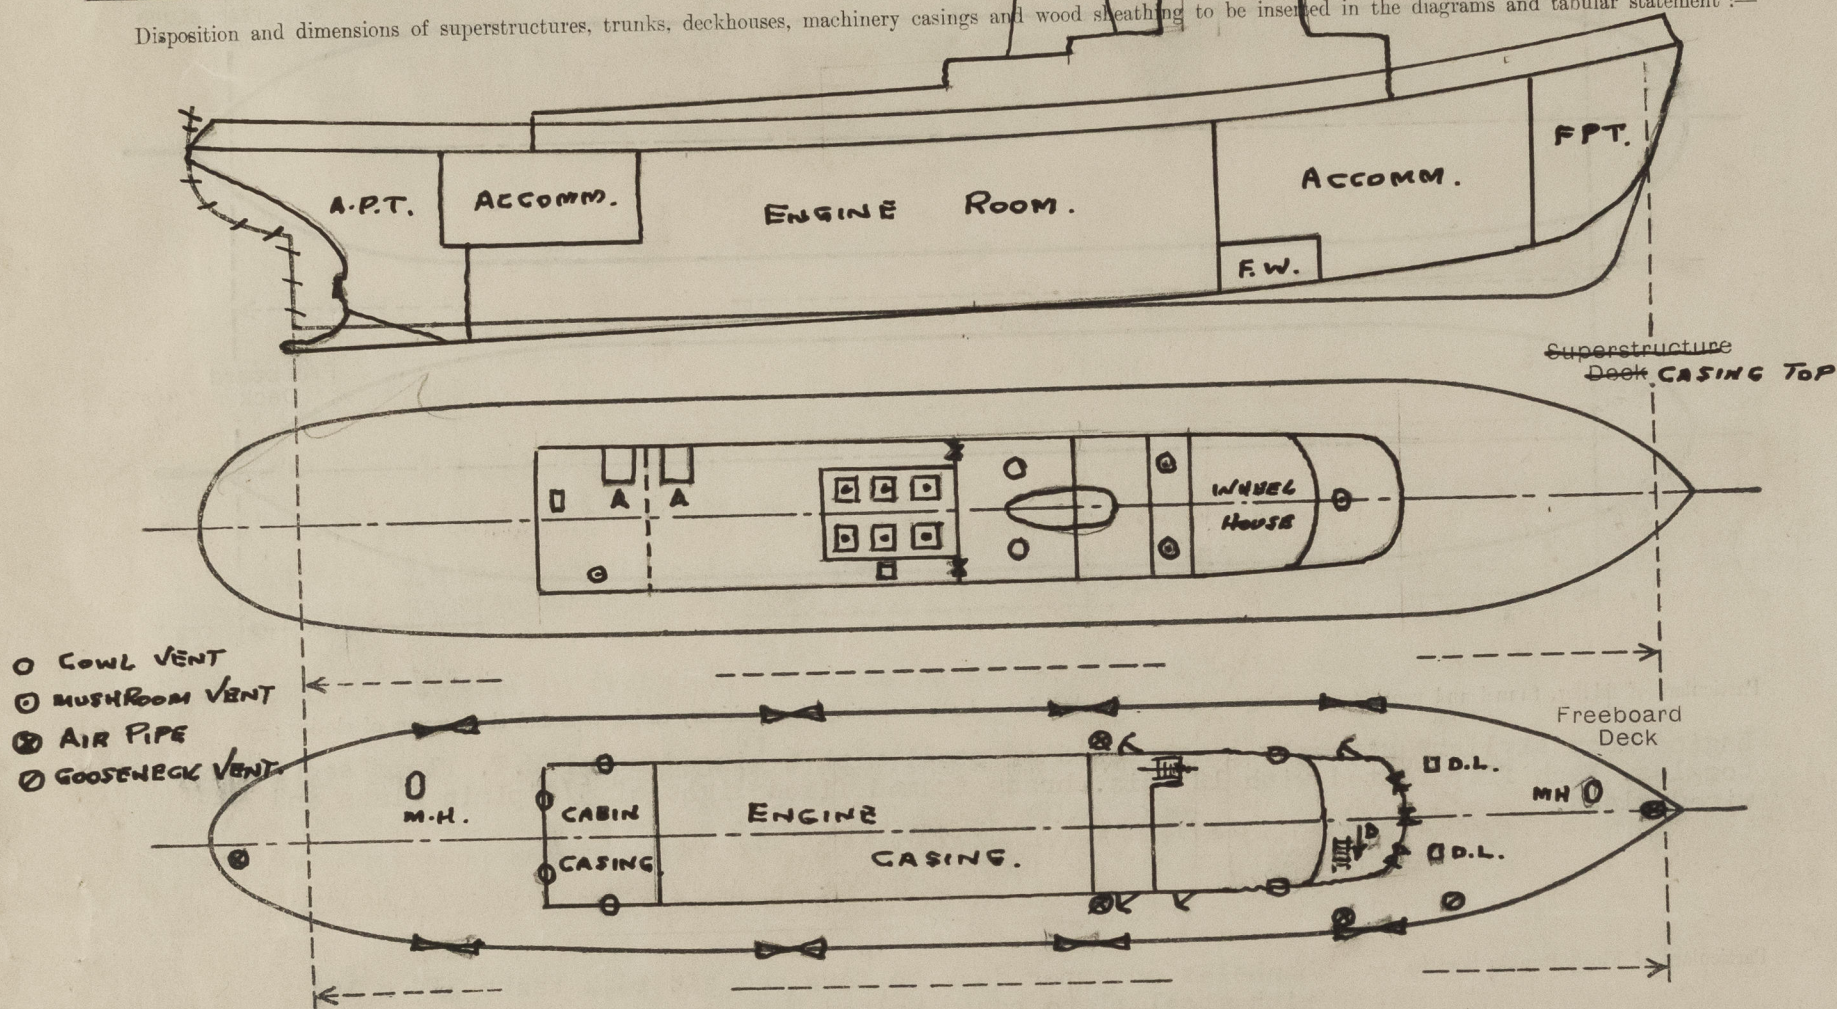 Disposition and dimensions of superstructures, trunks, deckhouses, machinery casings and wood sheathing to be inserted in the diagrams and tabular statement :—
A.P.T.
ACCOMM.
ENGINE ROOM.
ACCOMM.
F.W.
FPT.
Superstructure
Deck CASING TOP
A A
WHEEL
HOUSE
COWL VENT
MUSHROOM VENT
AIR PIPE
GOOSENECK VENT.
Freeboard
Deck
M.H.
CABIN
CASING
ENGINE
CASING.
D
D.L.
D.L.
MH